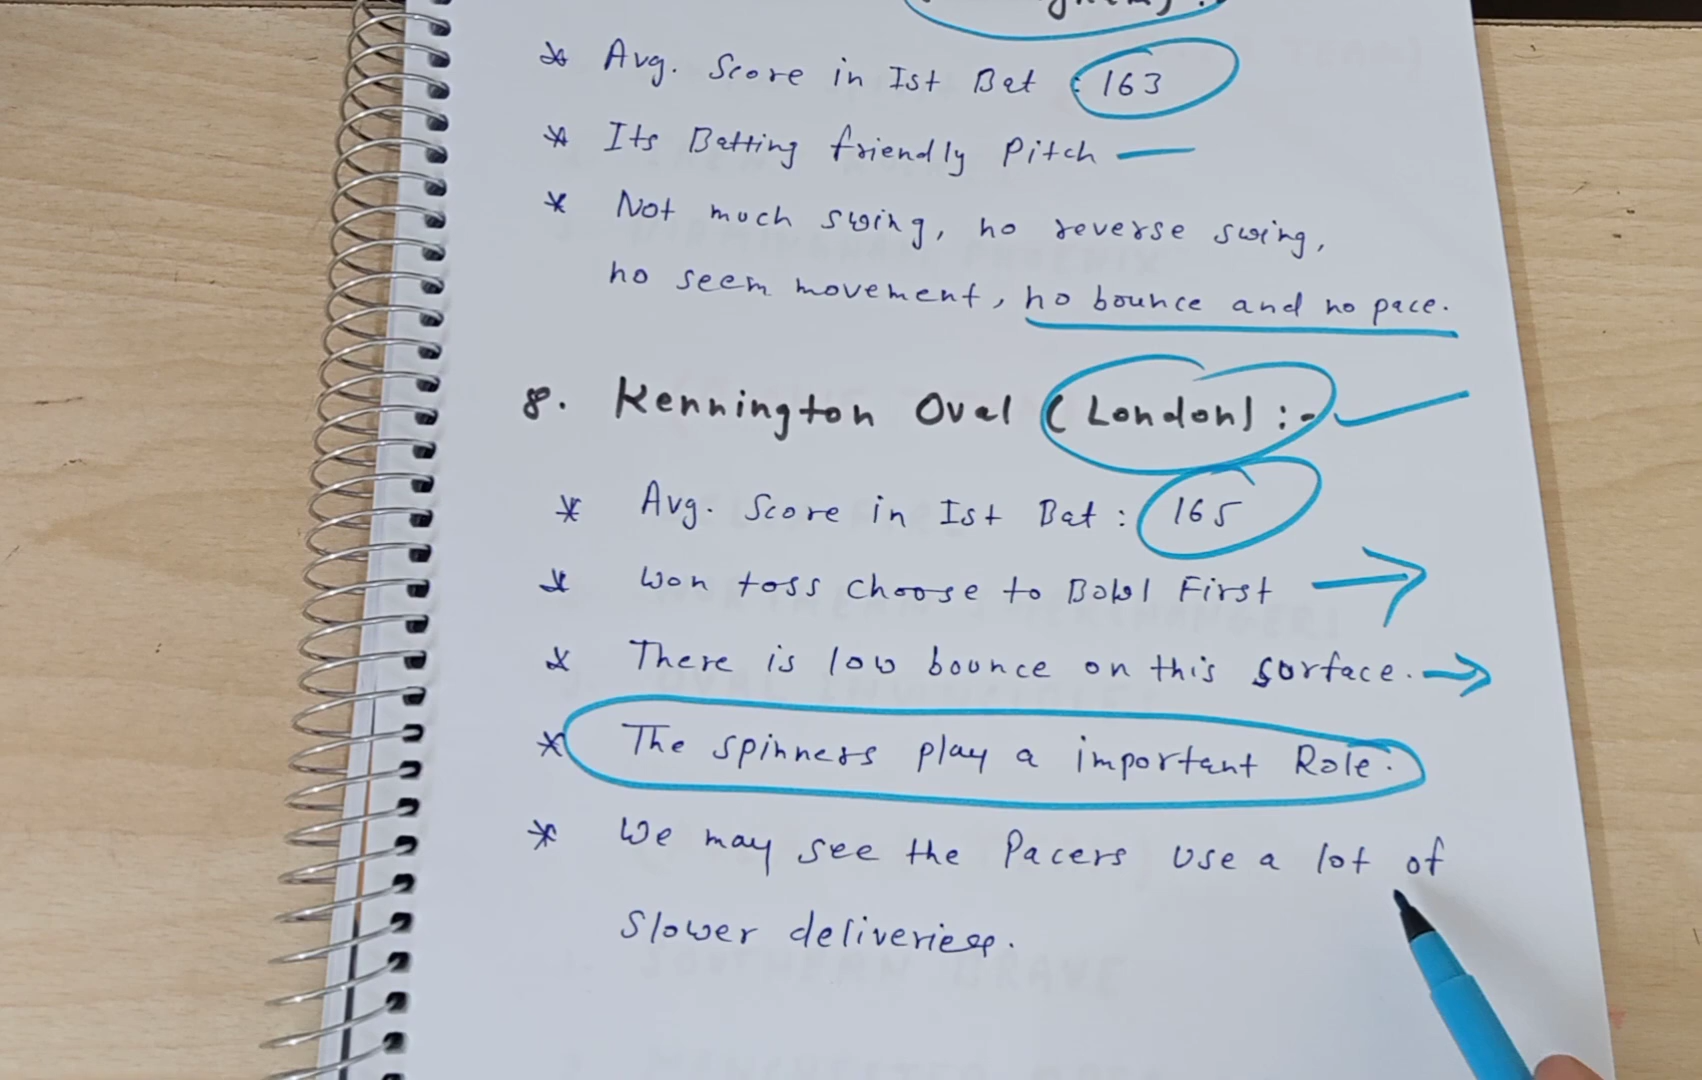 * Avg. Score in Ist Bat : 163
* Its Batting friendly Pitch —
* Not much swing, no reverse swing,
no seem movement, no bounce and no pace.
8. Kennington Oval (London) :-
* Avg. Score in Ist Bat : 165
* Won toss choose to Bowl First →
* There is low bounce on this surface. →
* The spinners play a important Role.
* We may see the Pacers use a lot of
Slower deliveries.